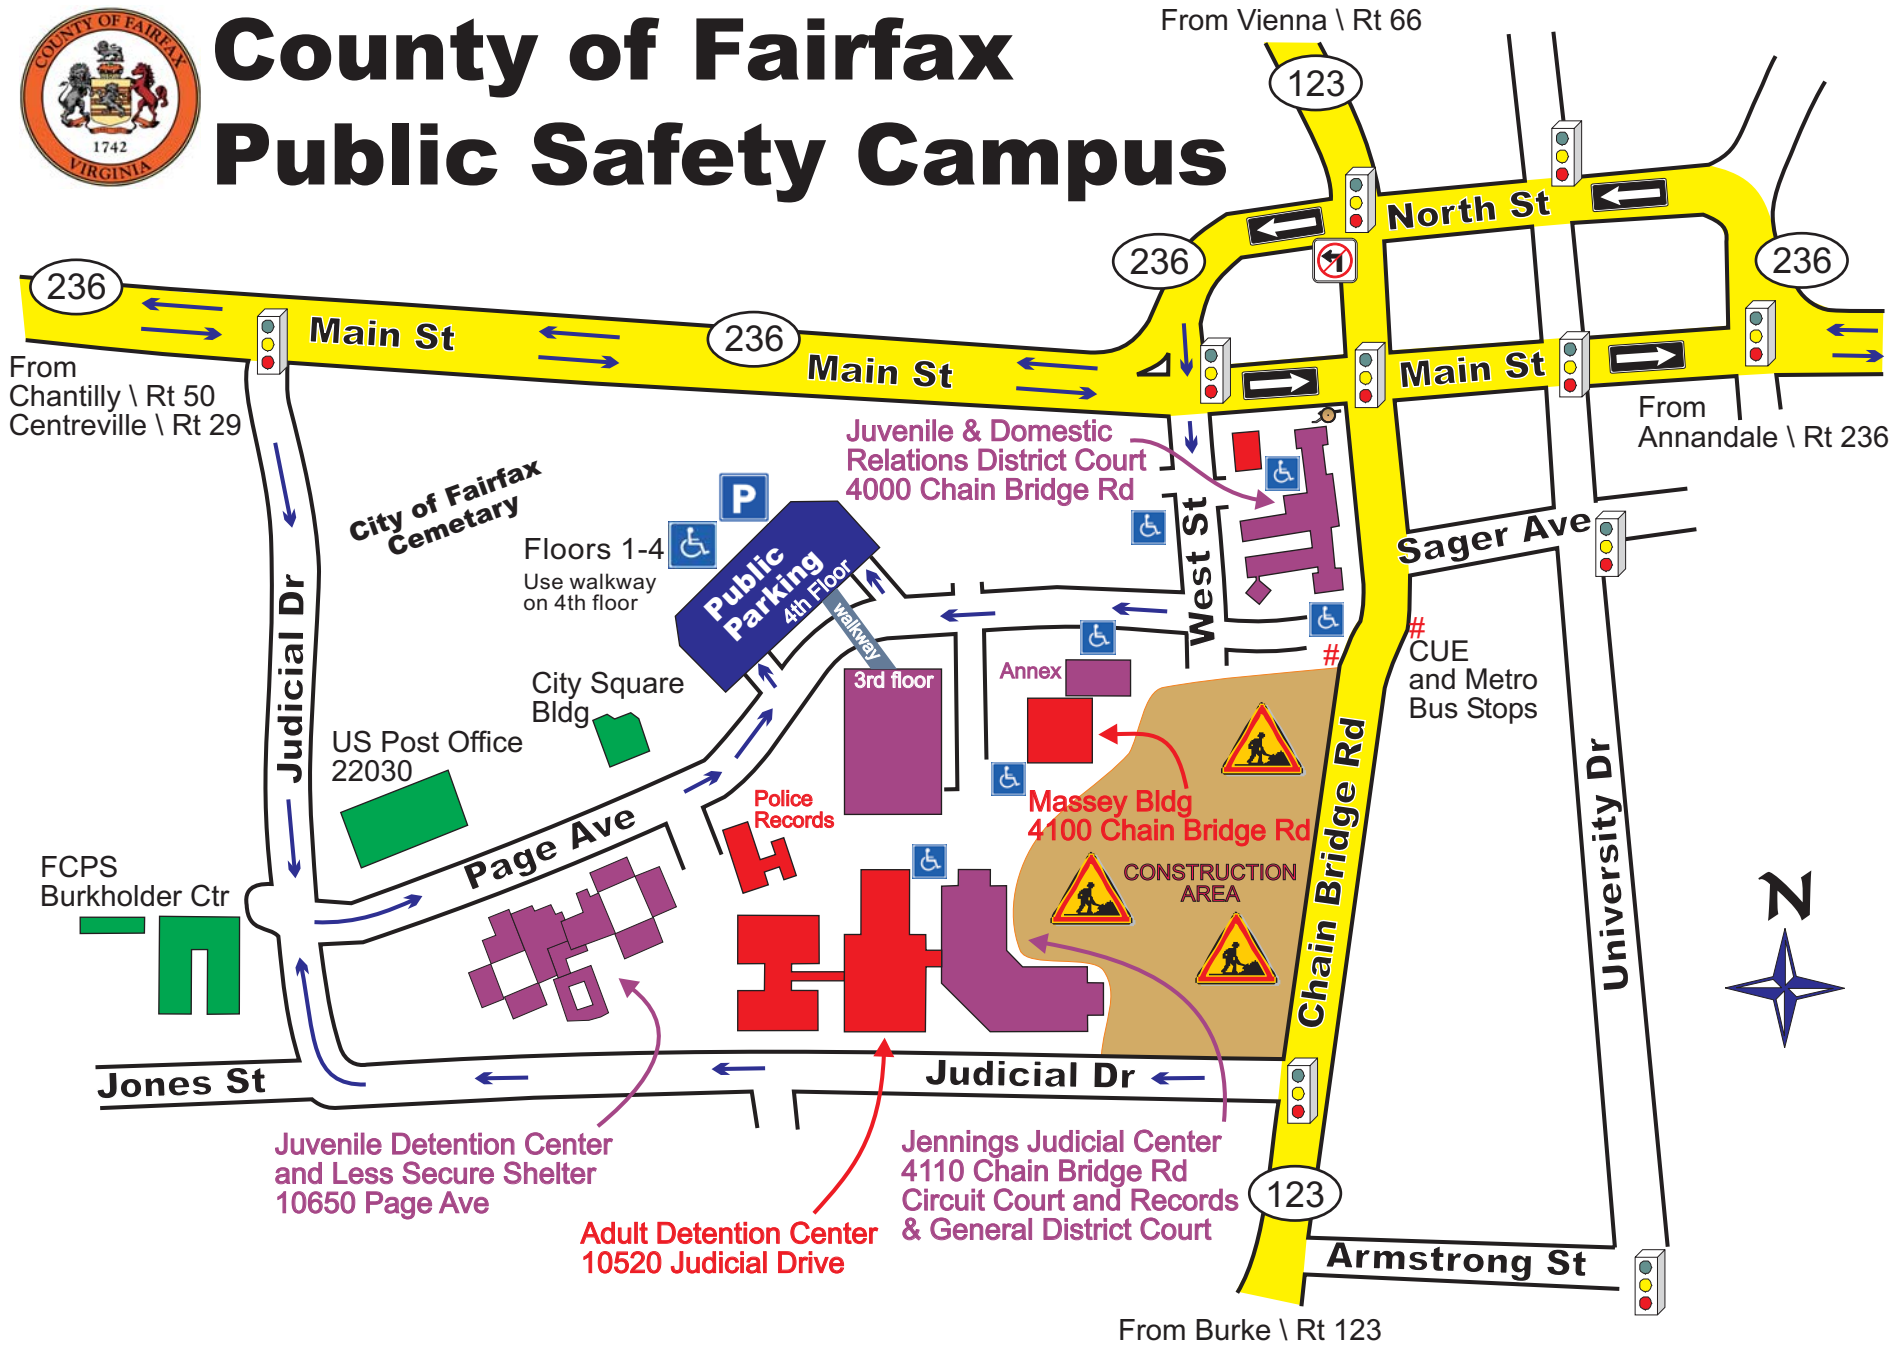 COUNTY OF FAIRFAX
1742
VIRGINIA
County of Fairfax
Public Safety Campus
From Vienna \ Rt 66
123
North St
236
236
236
236
Main St
Main St
Main St
From
Chantilly \ Rt 50
Centreville \ Rt 29
From
Annandale \ Rt 236
Juvenile & Domestic
Relations District Court
4000 Chain Bridge Rd
City of Fairfax
Cemetary
P
Floors 1-4
Use walkway
on 4th floor
Public
Parking
4th Floor
walkway
3rd floor
West St
Sager Ave
Judicial Dr
#
#
CUE
and Metro
Bus Stops
Annex
City Square
Bldg
US Post Office
22030
Page Ave
Police
Records
Massey Bldg
4100 Chain Bridge Rd
CONSTRUCTION
AREA
Chain Bridge Rd
University Dr
N
FCPS
Burkholder Ctr
Jones St
Judicial Dr
Juvenile Detention Center
and Less Secure Shelter
10650 Page Ave
Adult Detention Center
10520 Judicial Drive
Jennings Judicial Center
4110 Chain Bridge Rd
Circuit Court and Records
& General District Court
123
Armstrong St
From Burke \ Rt 123